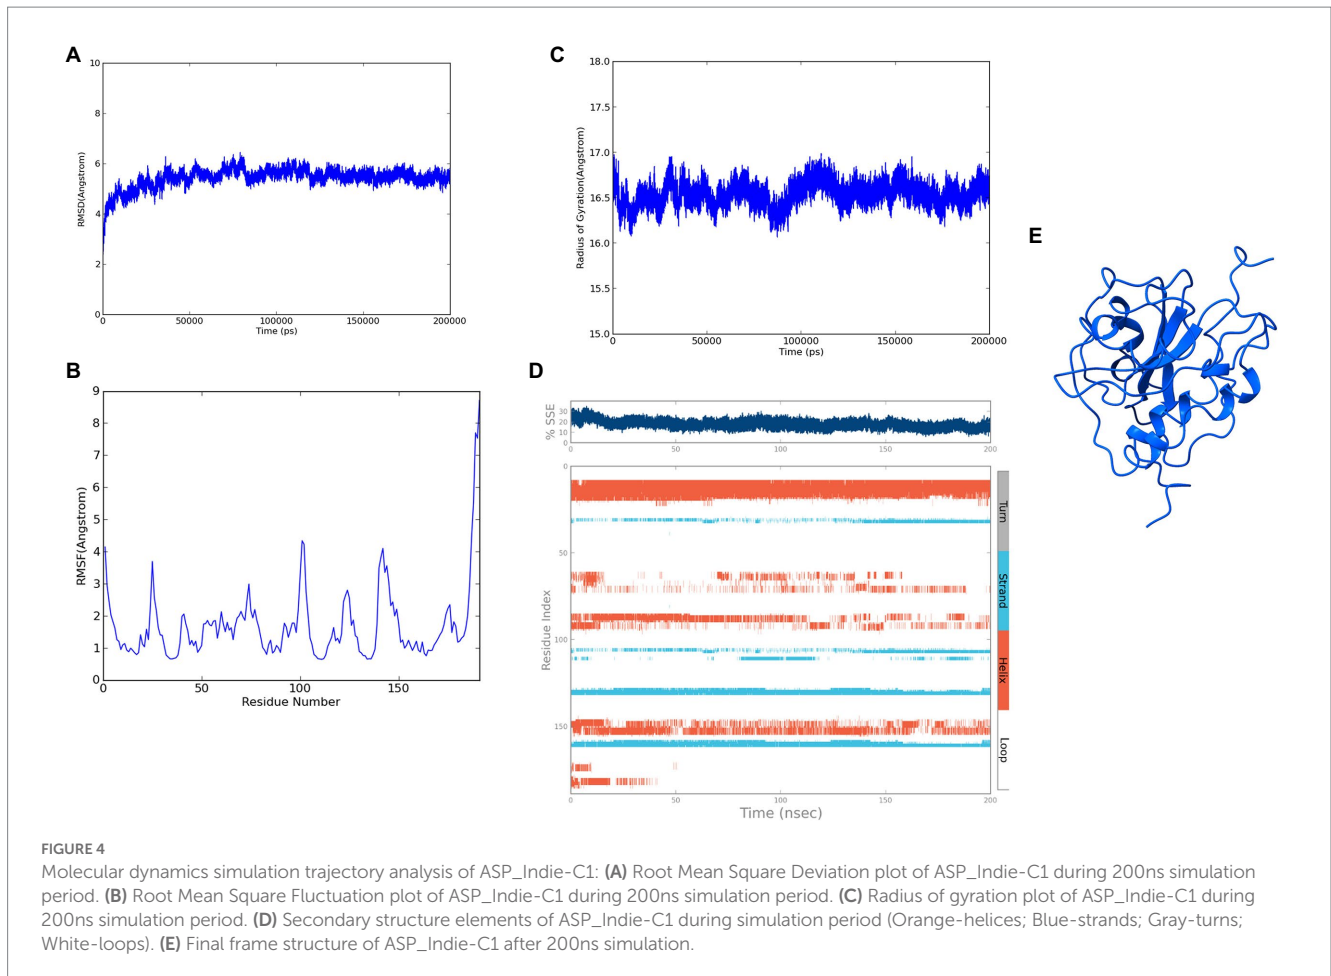 A
RMSD(Angstrom)
10
8
6
4
2
0
0 50000 100000 150000 200000
Time (ps)
C
Radius of Gyration(Angstrom)
18.0
17.5
17.0
16.5
16.0
15.5
15.0
0 50000 100000 150000 200000
Time (ps)
B
RMSF(Angstrom)
9
8
7
6
5
4
3
2
1
0
0 50 100 150
Residue Number
D
% SSE
30
20
10
0
0 50 100 150 200
Residue Index
0
50
100
150
0 50 100 150 200
Time (nsec)
Turn
Strand
Helix
Loop
E
FIGURE 4
Molecular dynamics simulation trajectory analysis of ASP_Indie-C1: (A) Root Mean Square Deviation plot of ASP_Indie-C1 during 200ns simulation
period. (B) Root Mean Square Fluctuation plot of ASP_Indie-C1 during 200ns simulation period. (C) Radius of gyration plot of ASP_Indie-C1 during
200ns simulation period. (D) Secondary structure elements of ASP_Indie-C1 during simulation period (Orange-helices; Blue-strands; Gray-turns;
White-loops). (E) Final frame structure of ASP_Indie-C1 after 200ns simulation.